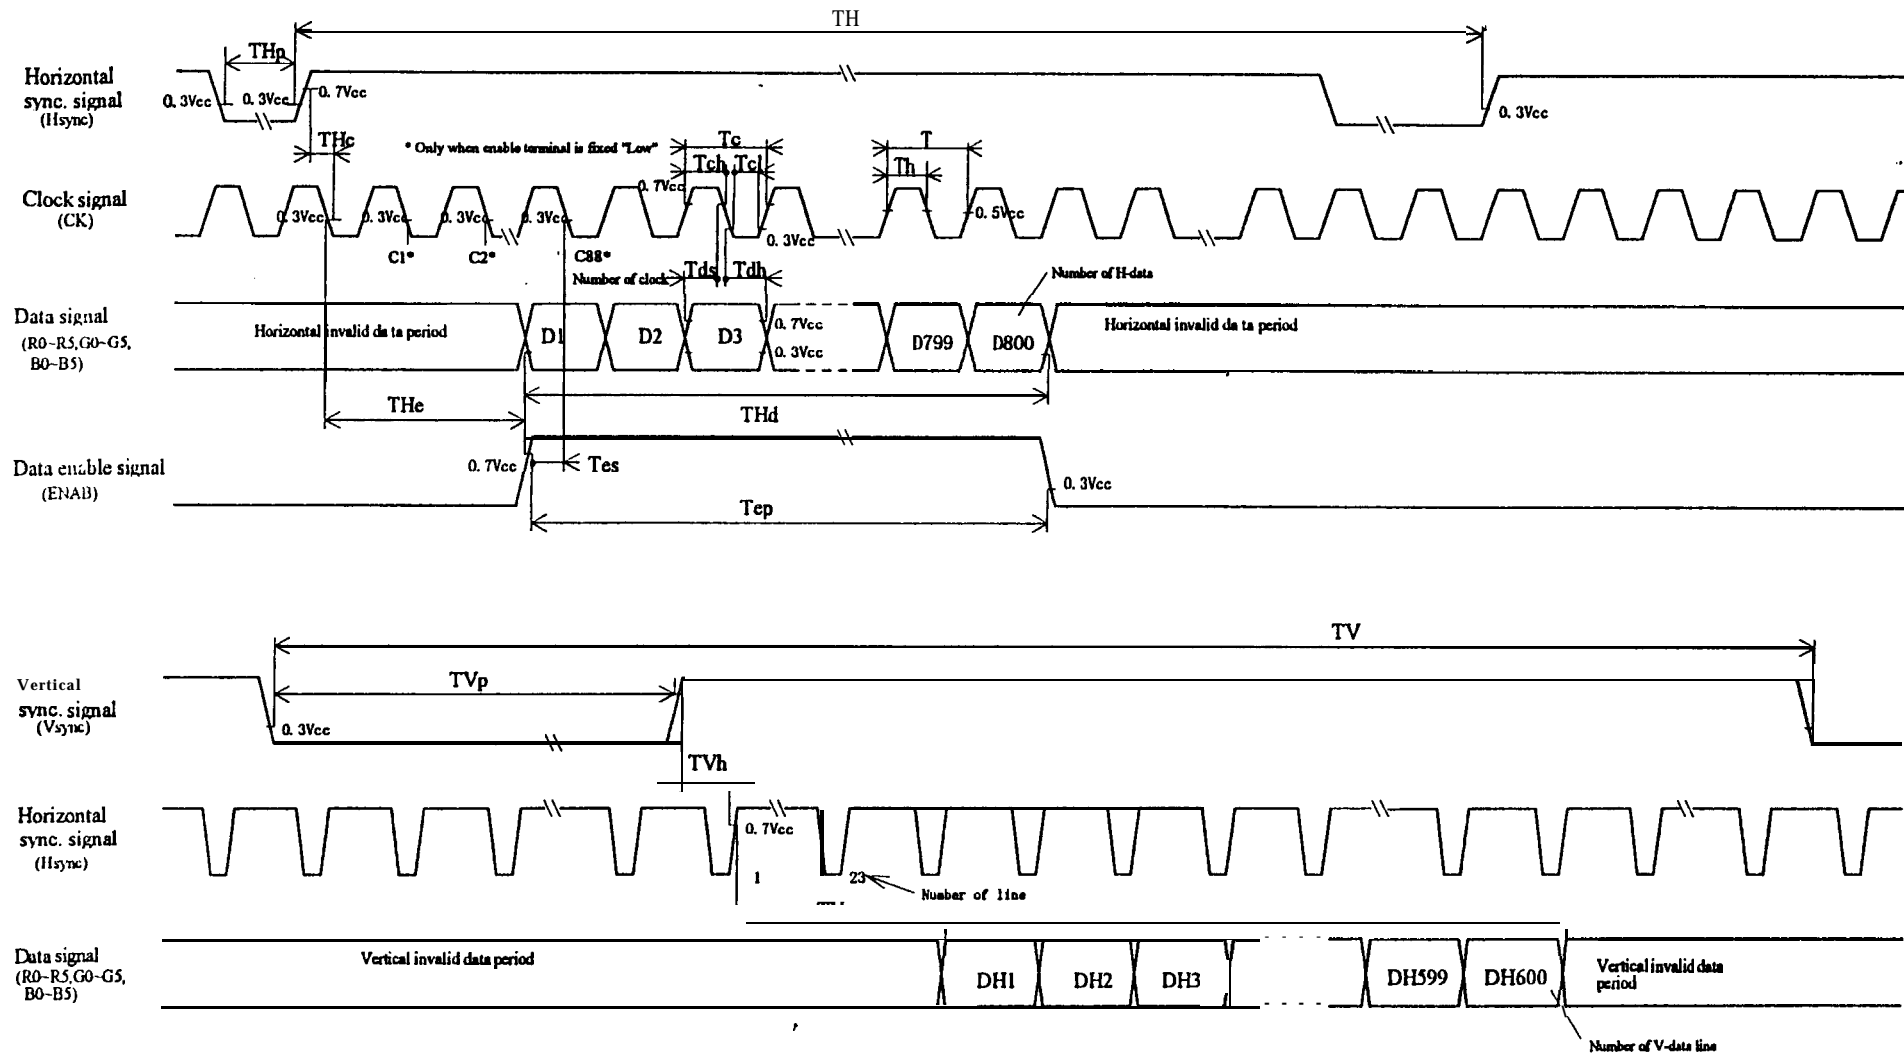 TH
THp
Horizontal
sync. signal
(Hsync)
0. 3Vcc
0. 3Vcc
0. 7Vcc
0. 3Vcc
THc
* Only when enable terminal is fixed "Low"
Tc
Tch
Tcl
T
Th
Clock signal
(CK)
0. 3Vcc
0. 3Vcc
0. 3Vcc
0. 3Vcc
0. 7Vcc
0. 3Vcc
0. 5Vcc
C1*
C2*
C88*
Number of clock
Tds
Tdh
Number of H-data
Data signal
(R0~R5,G0~G5,
B0~B5)
Horizontal invalid da ta period
D1
D2
D3
0. 7Vcc
0. 3Vcc
D799
D800
Horizontal invalid da ta period
THe
THd
Data enable signal
(ENAB)
0. 7Vcc
Tes
0. 3Vcc
Tep
TV
Vertical
sync. signal
(Vsync)
TVp
0. 3Vcc
TVh
Horizontal
sync. signal
(Hsync)
0. 7Vcc
1
23
Number of line
Data signal
(R0~R5,G0~G5,
B0~B5)
Vertical invalid data period
DH1
DH2
DH3
DH599
DH600
Vertical invalid data
period
Number of V-data line